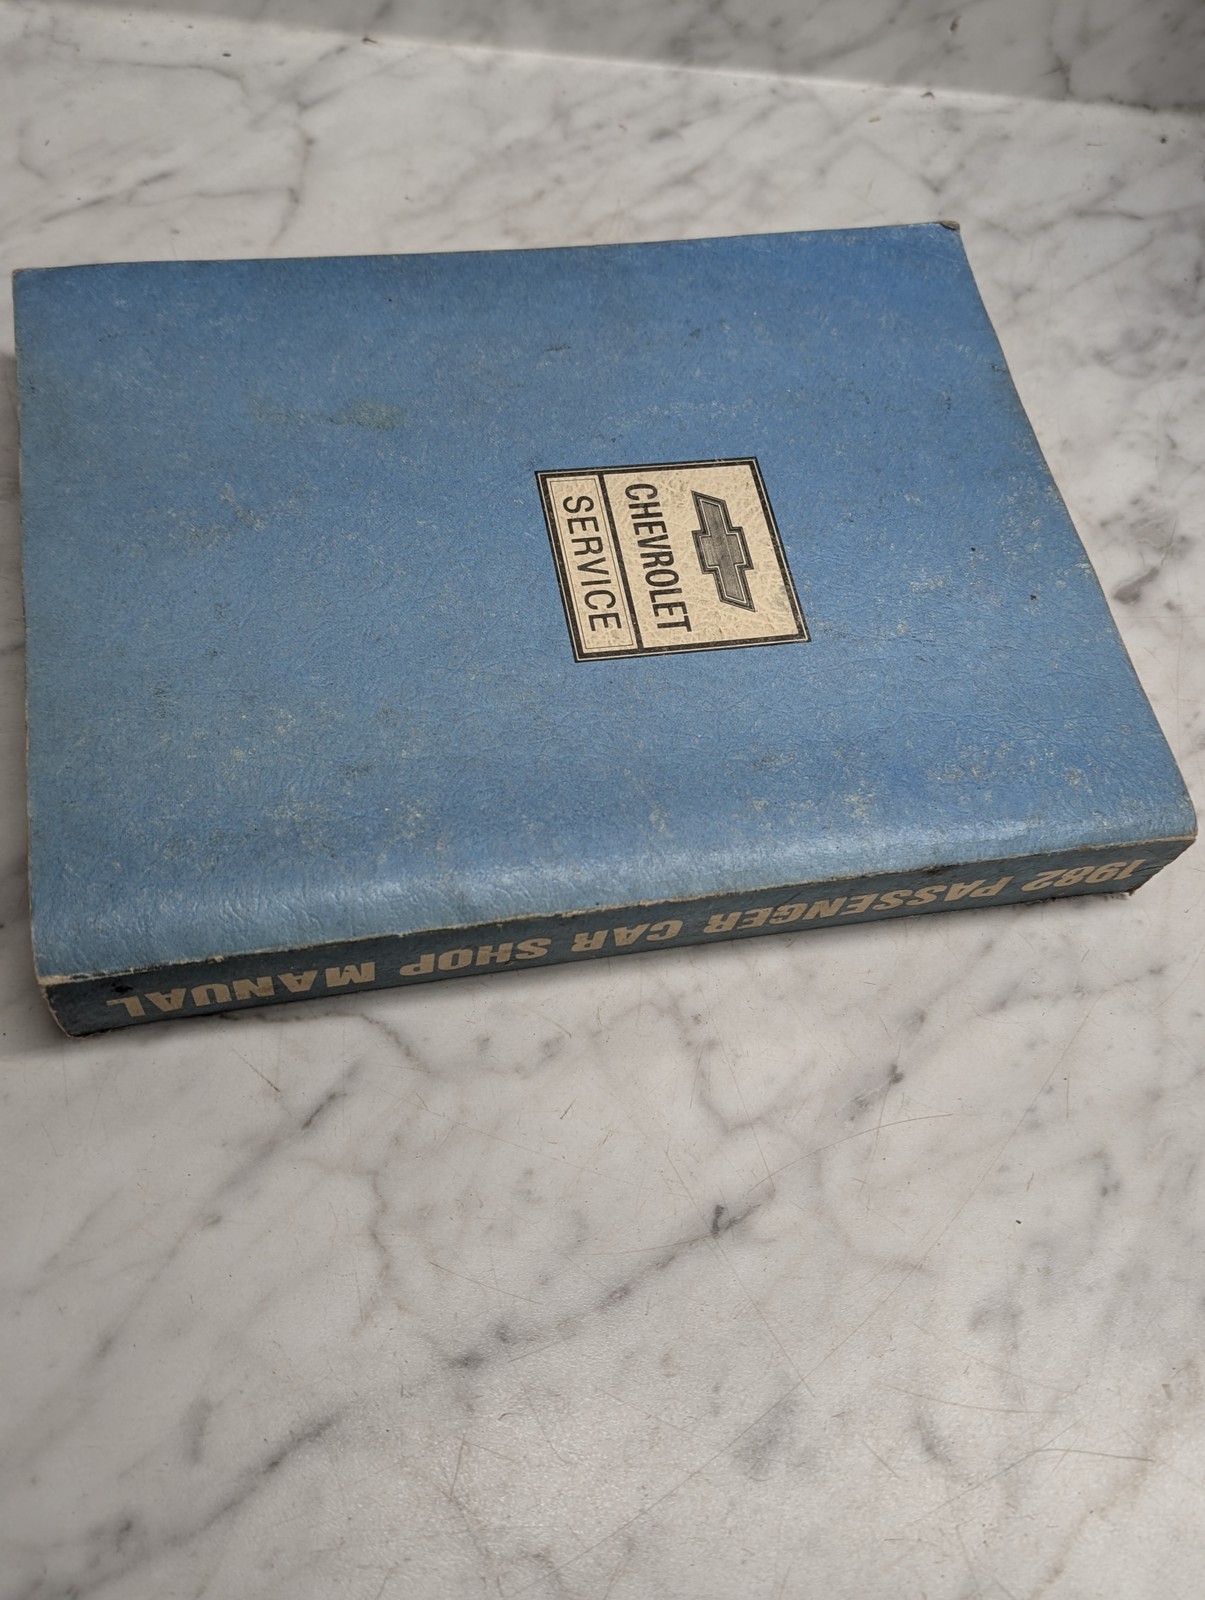 CHEVROLET
SERVICE
1982 PASSENGER CAR SHOP MANUAL